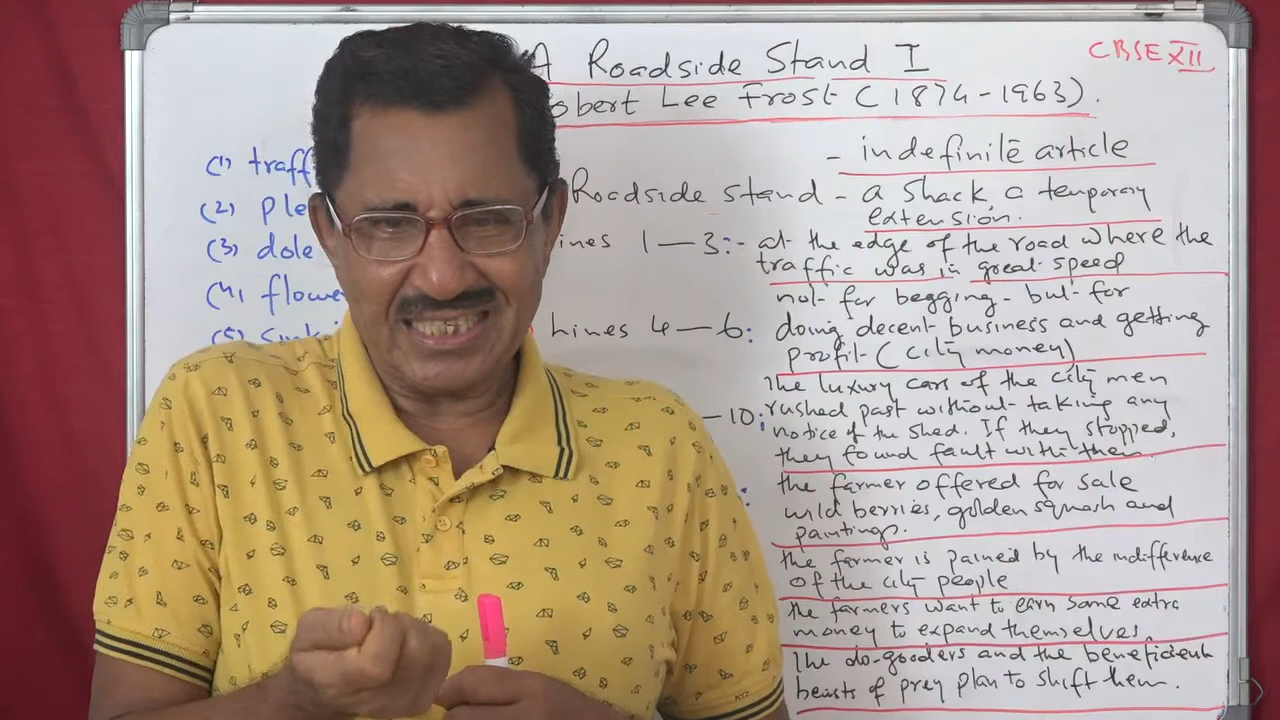 A Roadside Stand I
CBSE XII
obert Lee Frost (1874-1963).
- indefinite article
(1) traff
Roadside stand - a shack, a temporary
extension.
(2) ple
(3) dole
ines 1-3:- at the edge of the road where the
traffic was in great speed
(4) flowe
not for begging - but for
(5) sinki
Lines 4-6: doing decent business and getting
profit (city money)
The luxury cars of the city men
-10: rushed past without taking any
notice of the shed. If they stopped,
they found fault with them.
: the farmer offered for sale
wild berries, golden squash and
paintings.
the farmer is pained by the indifference
of the city people
the farmers want to earn some extra
money to expand themselves
The do-gooders and the beneficent
beasts of prey plan to shift them.